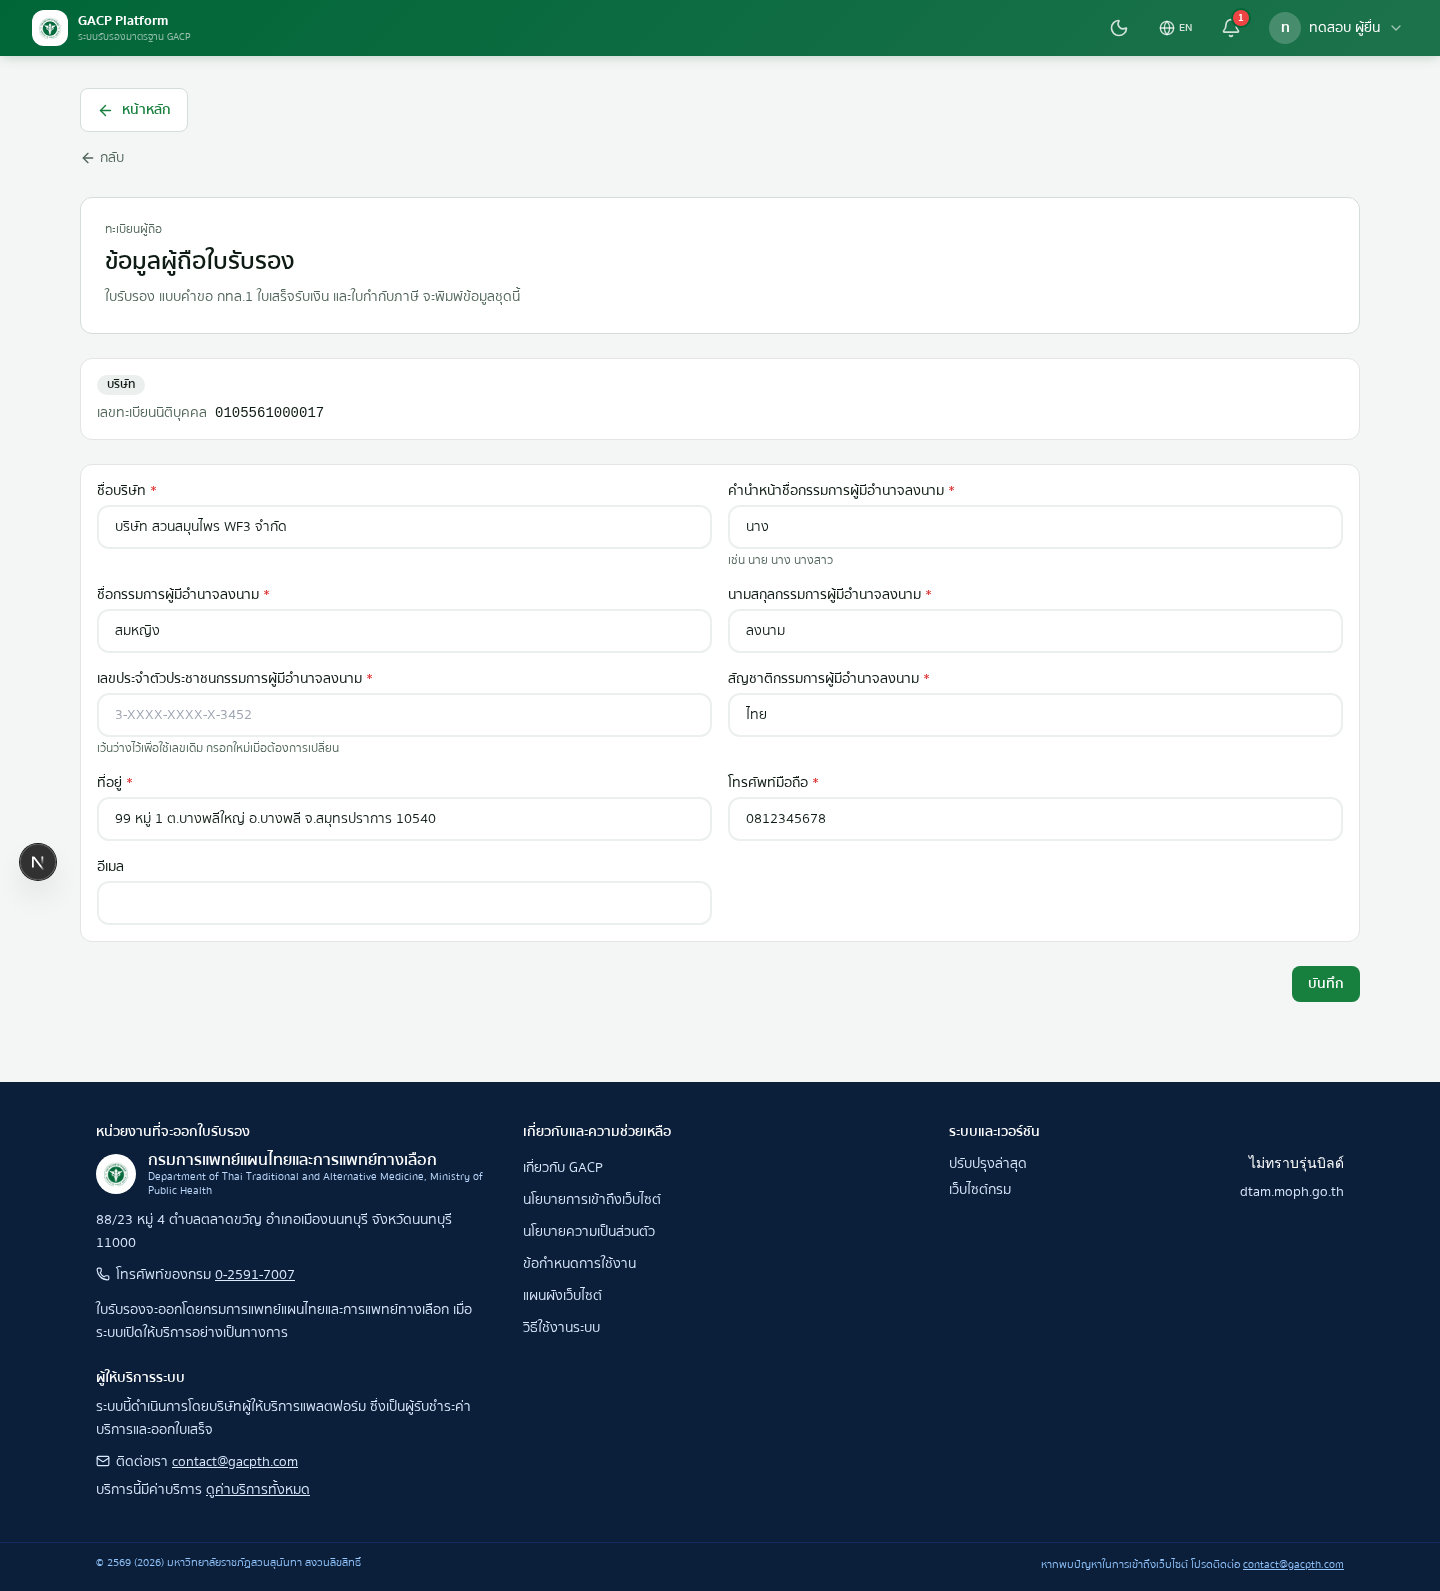 GACP Platform
ระบบรับรองมาตรฐาน GACP
EN
1
ท
ทดสอบ ผู้ยื่น
หน้าหลัก
กลับ
ทะเบียนผู้ถือ
ข้อมูลผู้ถือใบรับรอง
ใบรับรอง แบบคำขอ กทล.1 ใบเสร็จรับเงิน และใบกำกับภาษี จะพิมพ์ข้อมูลชุดนี้
บริษัท
เลขทะเบียนนิติบุคคล 0105561000017
ชื่อบริษัท *
คำนำหน้าชื่อกรรมการผู้มีอำนาจลงนาม *
บริษัท สวนสมุนไพร WF3 จำกัด
นาง
เช่น นาย นาง นางสาว
ชื่อกรรมการผู้มีอำนาจลงนาม *
นามสกุลกรรมการผู้มีอำนาจลงนาม *
สมหญิง
ลงนาม
เลขประจำตัวประชาชนกรรมการผู้มีอำนาจลงนาม *
สัญชาติกรรมการผู้มีอำนาจลงนาม *
3-XXXX-XXXX-X-3452
ไทย
เว้นว่างไว้เพื่อใช้เลขเดิม กรอกใหม่เมื่อต้องการเปลี่ยน
ที่อยู่ *
โทรศัพท์มือถือ *
99 หมู่ 1 ต.บางพลีใหญ่ อ.บางพลี จ.สมุทรปราการ 10540
0812345678
อีเมล
N
บันทึก
หน่วยงานที่จะออกใบรับรอง
กรมการแพทย์แผนไทยและการแพทย์ทางเลือก
Department of Thai Traditional and Alternative Medicine, Ministry of
Public Health
88/23 หมู่ 4 ตำบลตลาดขวัญ อำเภอเมืองนนทบุรี จังหวัดนนทบุรี
11000
โทรศัพท์ของกรม 0-2591-7007
ใบรับรองจะออกโดยกรมการแพทย์แผนไทยและการแพทย์ทางเลือก เมื่อ
ระบบเปิดให้บริการอย่างเป็นทางการ
ผู้ให้บริการระบบ
ระบบนี้ดำเนินการโดยบริษัทผู้ให้บริการแพลตฟอร์ม ซึ่งเป็นผู้รับชำระค่า
บริการและออกใบเสร็จ
ติดต่อเรา contact@gacpth.com
บริการนี้มีค่าบริการ ดูค่าบริการทั้งหมด
เกี่ยวกับและความช่วยเหลือ
เกี่ยวกับ GACP
นโยบายการเข้าถึงเว็บไซต์
นโยบายความเป็นส่วนตัว
ข้อกำหนดการใช้งาน
แผนผังเว็บไซต์
วิธีใช้งานระบบ
ระบบและเวอร์ชัน
ปรับปรุงล่าสุด
ไม่ทราบรุ่นบิลด์
เว็บไซต์กรม
dtam.moph.go.th
© 2569 (2026) มหาวิทยาลัยราชภัฏสวนสุนันทา สงวนลิขสิทธิ์
หากพบปัญหาในการเข้าถึงเว็บไซต์ โปรดติดต่อ contact@gacpth.com